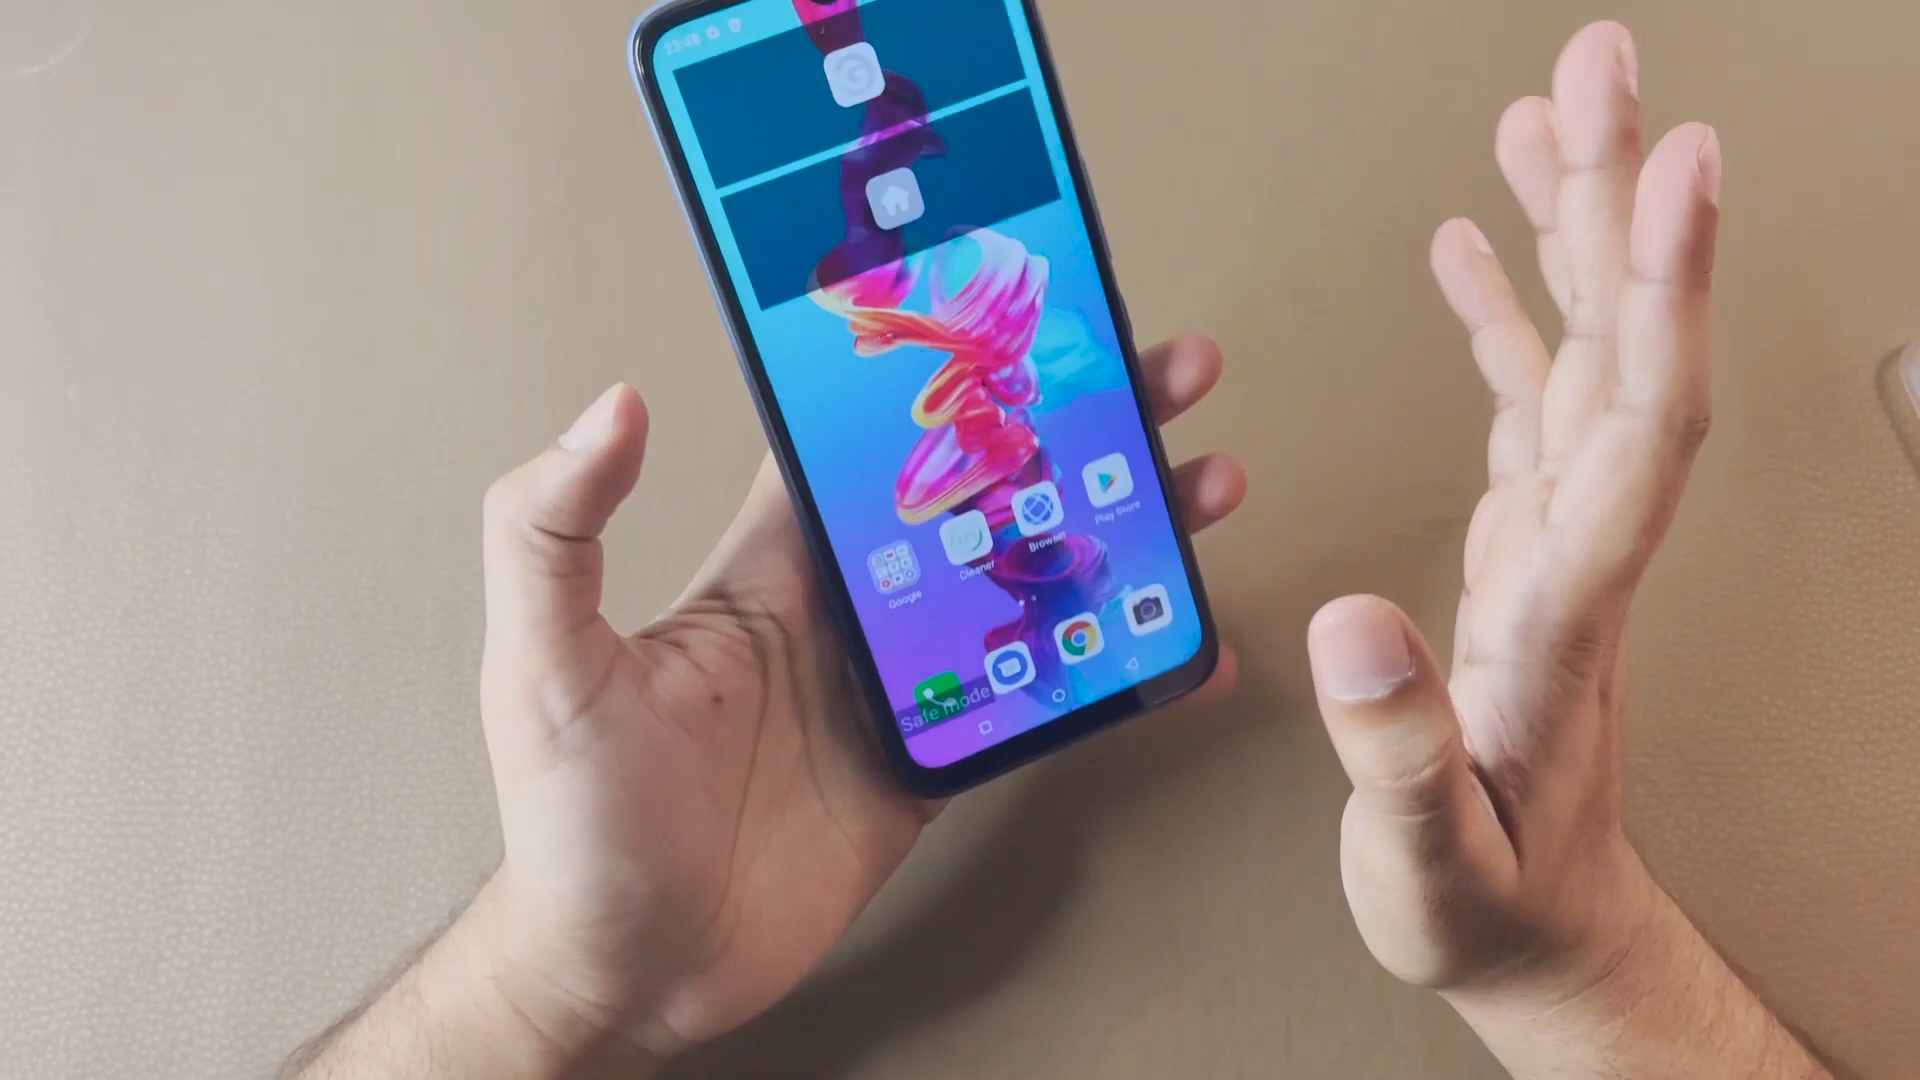 Play Store
Browser
Cleaner
Google
Safe mode